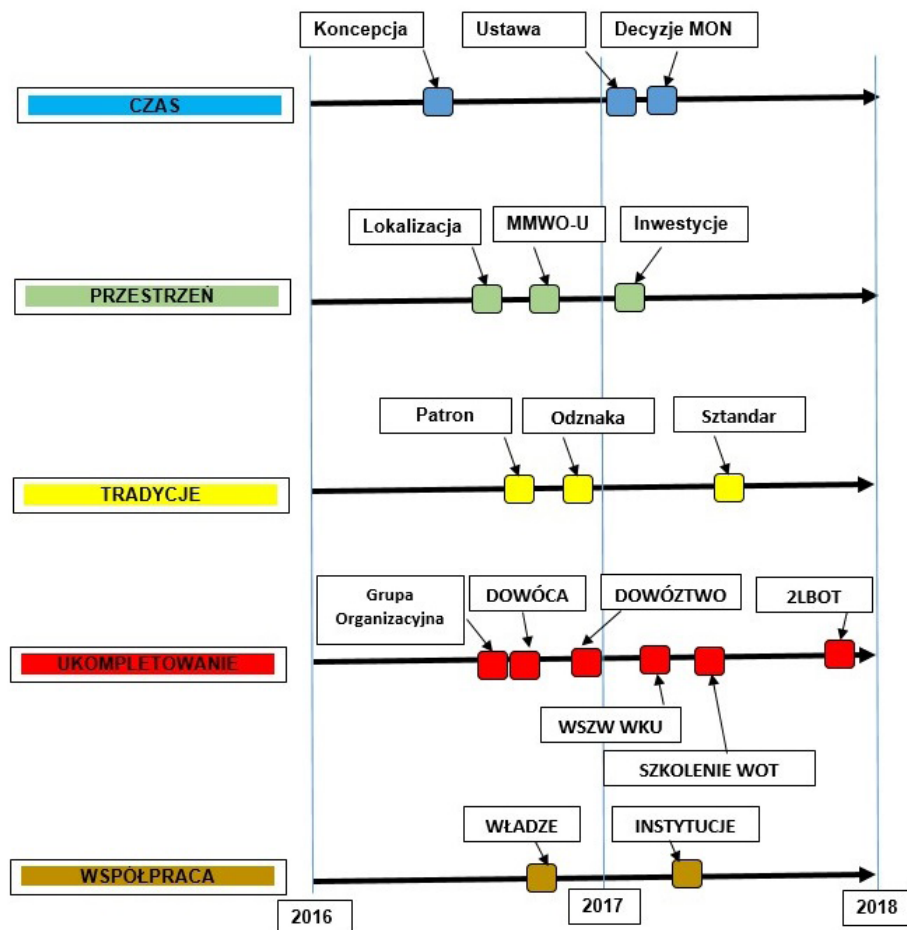 Koncepcja
Ustawa
Decyzje MON
CZAS
Lokalizacja
MMWO-U
Inwestycje
PRZESTRZEŃ
Patron
Odznaka
Sztandar
TRADYCJE
Grupa
Organizacyjna
DOWÓCA
DOWÓZTWO
2LBOT
UKOMPLETOWANIE
WSZW WKU
SZKOLENIE WOT
WŁADZE
INSTYTUCJE
WSPÓŁPRACA
2016
2017
2018